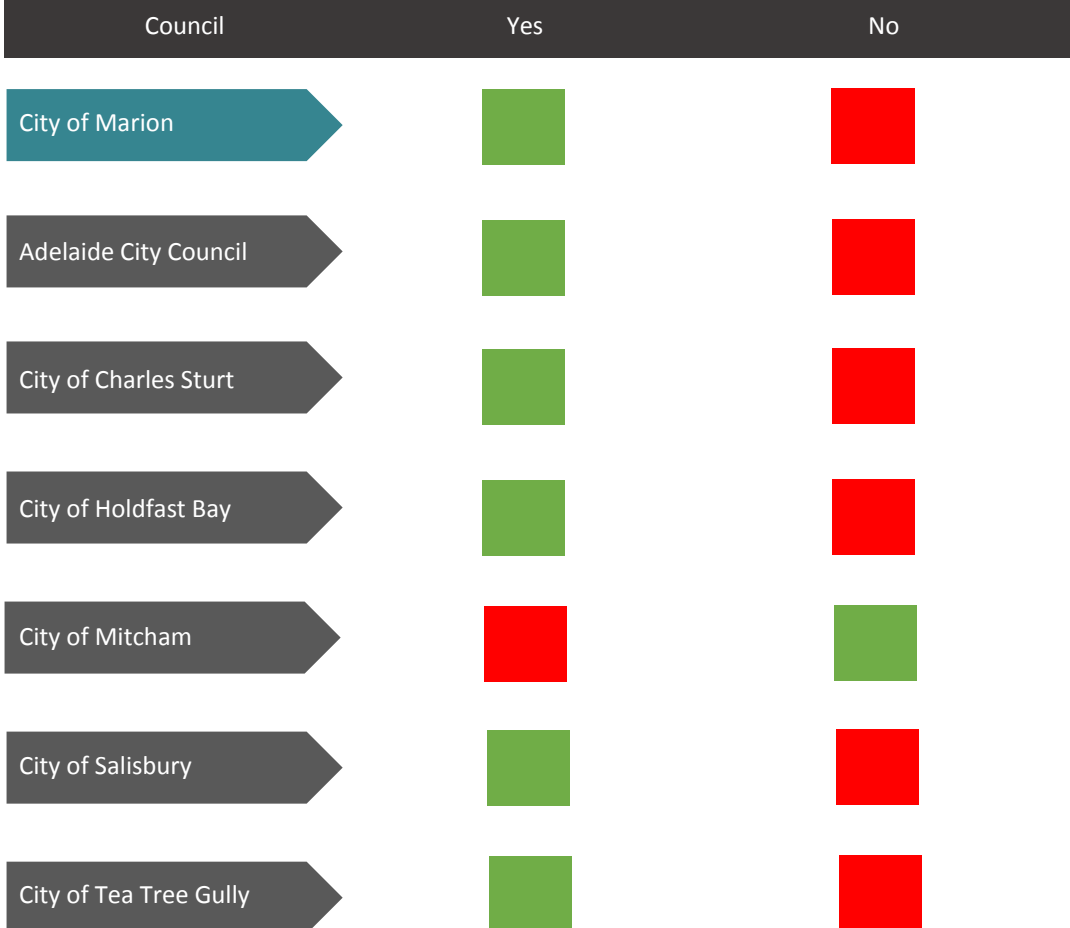 Council Yes No
City of Marion
Adelaide City Council
City of Charles Sturt
City of Holdfast Bay
City of Mitcham
City of Salisbury
City of Tea Tree Gully